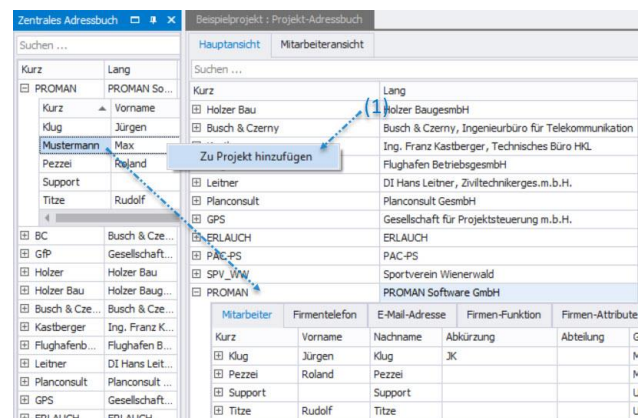 Zentrales Adressbuch
Suchen ...
Kurz Lang
PROMAN PROMAN So...
Kurz Vorname
Klug Jürgen
Mustermann Max
Pezzei Roland
Support
Titze Rudolf
BC Busch & Cze...
GfP Gesellschaft...
Holzer Holzer Bau
Holzer Bau Holzer Baug...
Busch & Cze... Busch & Cze...
Kastberger Ing. Franz K...
Flughafenb... Flughafen B...
Leitner DI Hans Leit...
Planconsult Planconsult ...
GPS Gesellschaft...
ERLAUCH ERLAUCH
Beispielprojekt : Projekt-Adressbuch
Hauptansicht Mitarbeiteransicht
Suchen ...
Kurz Lang
(1)
Holzer Bau Holzer BaugesmbH
Busch & Czerny Busch & Czerny, Ingenieurbüro für Telekommunikation
Ing. Franz Kastberger, Technisches Büro HKL
Zu Projekt hinzufügen
Flughafen BetriebsgesmbH
Leitner DI Hans Leitner, Ziviltechnikerges.m.b.H.
Planconsult Planconsult GesmbH
GPS Gesellschaft für Projektsteuerung m.b.H.
ERLAUCH ERLAUCH
PAC-PS PAC-PS
SPV_WW Sportverein Wienerwald
PROMAN PROMAN Software GmbH
Mitarbeiter Firmentelefon E-Mail-Adresse Firmen-Funktion Firmen-Attribute
Kurz Vorname Nachname Abkürzung Abteilung G
Klug Jürgen Klug JK
Pezzei Roland Pezzei
Support Support
Titze Rudolf Titze